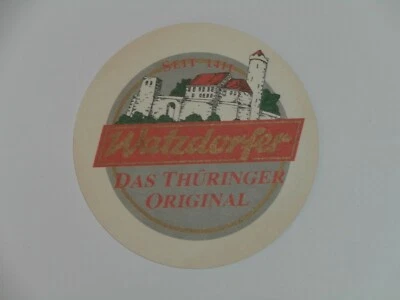 SEIT 1411
Watzdorfer
DAS THÜRINGER
ORIGINAL